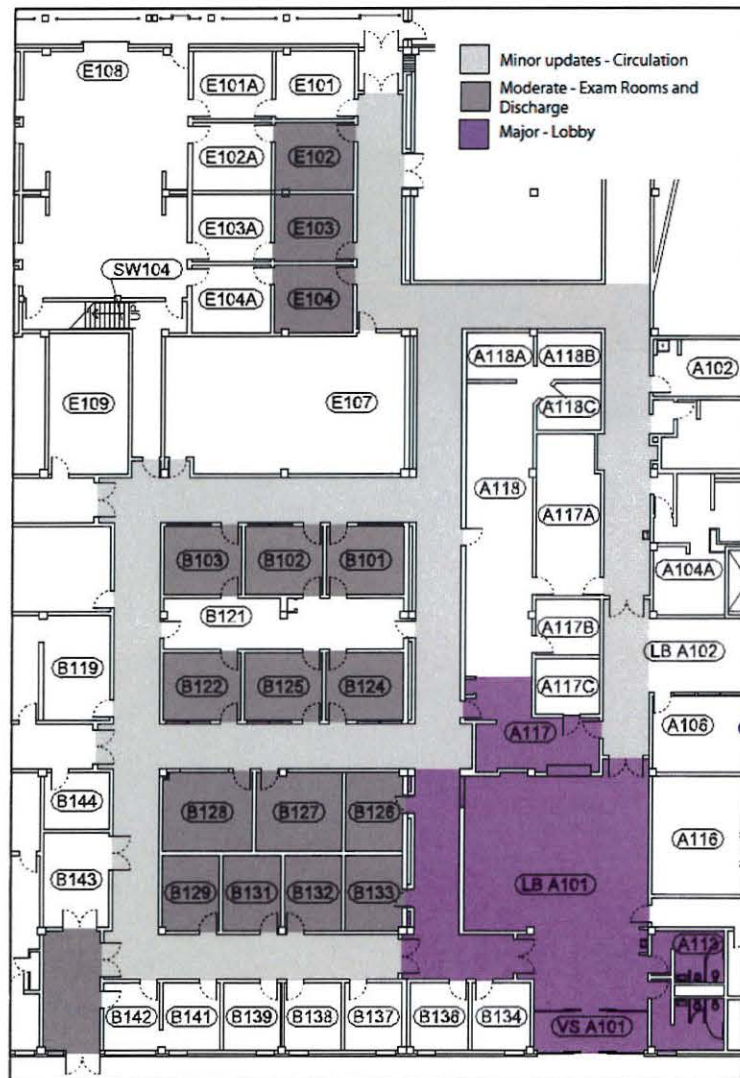 E108
E101A
E101
Minor updates - Circulation
Moderate - Exam Rooms and
Discharge
Major - Lobby
E102A
E102
E103A
E103
SW104
E104A
E104
UP
A118A
A118B
A102
E109
E107
A118C
A118
A117A
B103
B102
B101
A104A
B121
A117B
B119
LB A102
B122
B125
B124
A117C
A117
A106
B144
B128
B127
B126
A116
B143
B129
B131
B132
B133
LB A101
A113
B142
B141
B139
B138
B137
B136
B134
VS A101